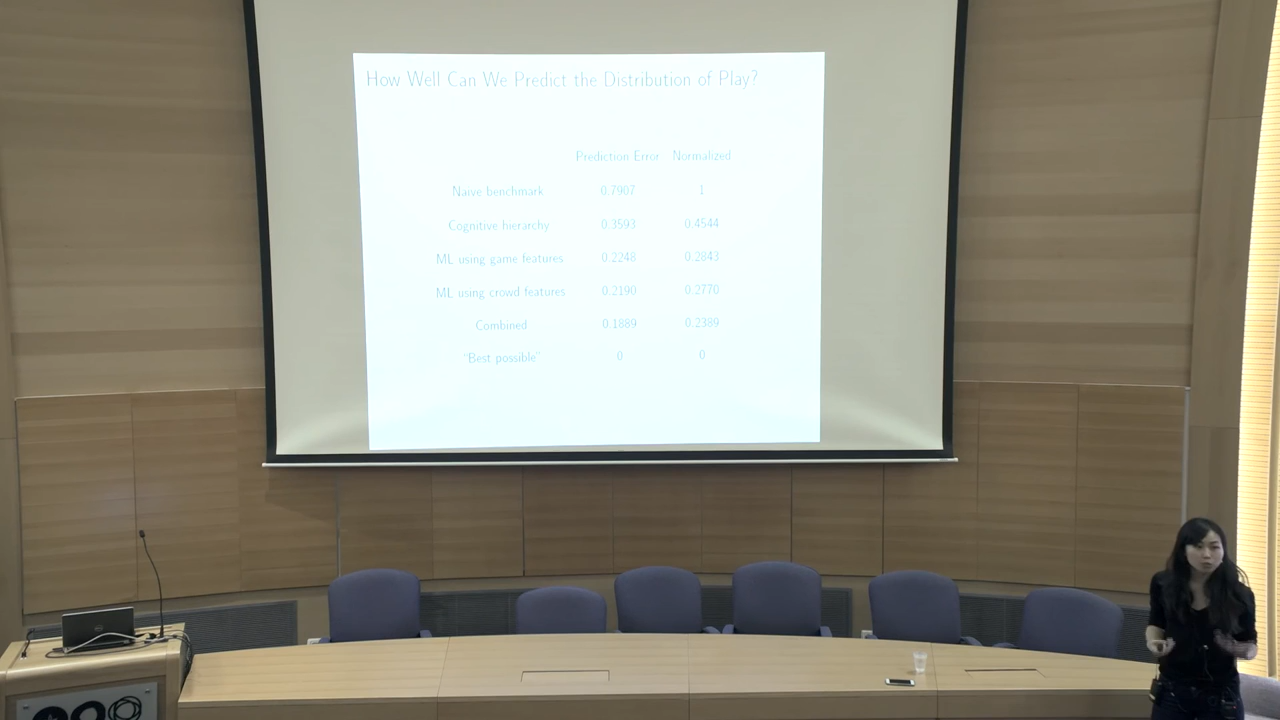 How Well Can We Predict the Distribution of Play?
Prediction Error Normalized
Naive benchmark 0.7907 1
Cognitive hierarchy 0.3593 0.4544
ML using game features 0.2248 0.2843
ML using crowd features 0.2190 0.2770
Combined 0.1889 0.2389
"Best possible" 0 0